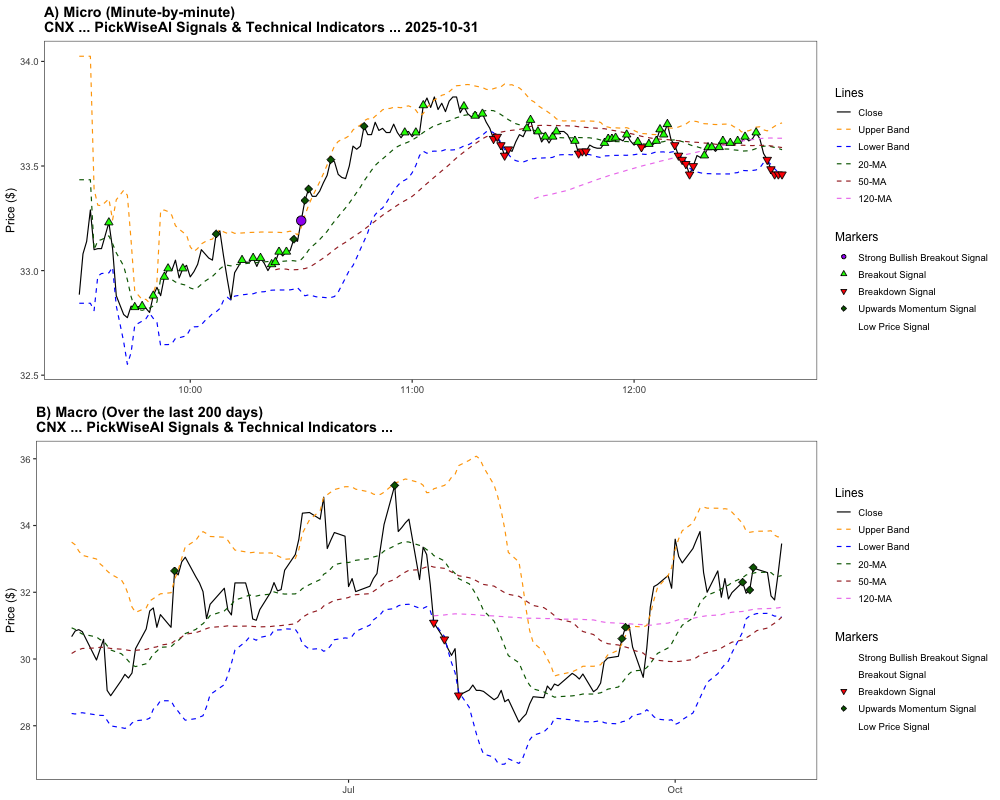 A) Micro (Minute-by-minute)
CNX ... PickWiseAI Signals & Technical Indicators ... 2025-10-31
34.0
33.5
33.0
32.5
Price ($)
10:00
11:00
12:00
Lines
Close
Upper Band
Lower Band
20-MA
50-MA
120-MA
Markers
Strong Bullish Breakout Signal
Breakout Signal
Breakdown Signal
Upwards Momentum Signal
Low Price Signal
B) Macro (Over the last 200 days)
CNX ... PickWiseAI Signals & Technical Indicators ...
36
34
32
30
28
Price ($)
Jul
Oct
Lines
Close
Upper Band
Lower Band
20-MA
50-MA
120-MA
Markers
Strong Bullish Breakout Signal
Breakout Signal
Breakdown Signal
Upwards Momentum Signal
Low Price Signal